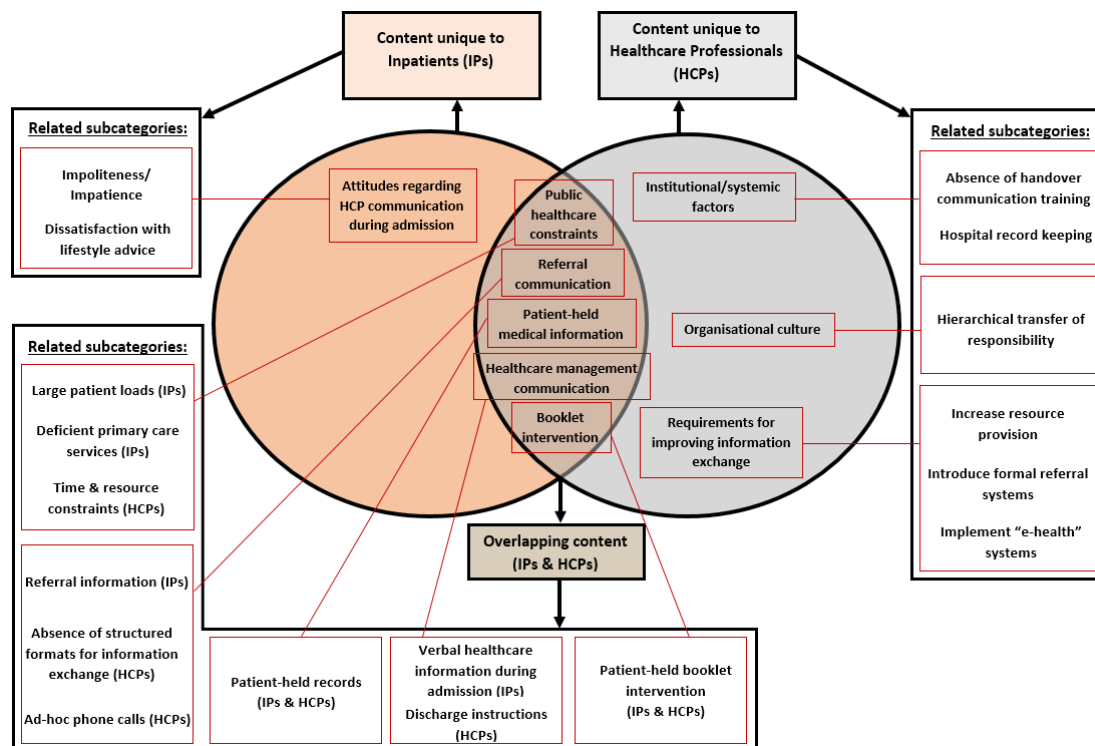 Content unique to
Inpatients (IPs)
Content unique to
Healthcare Professionals
(HCPs)
Related subcategories:
Impoliteness/
Impatience
Dissatisfaction with
lifestyle advice
Attitudes regarding
HCP communication
during admission
Public
healthcare
constraints
Referral
communication
Patient-held
medical information
Healthcare management
communication
Booklet
intervention
Institutional/systemic
factors
Organisational culture
Requirements for
improving information
exchange
Related subcategories:
Absence of handover
communication training
Hospital record keeping
Hierarchical transfer of
responsibility
Increase resource
provision
Introduce formal referral
systems
Implement “e-health”
systems
Overlapping content
(IPs & HCPs)
Related subcategories:
Large patient loads (IPs)
Deficient primary care
services (IPs)
Time & resource
constraints (HCPs)
Referral information (IPs)
Absence of structured
formats for information
exchange (HCPs)
Ad-hoc phone calls (HCPs)
Patient-held records
(IPs & HCPs)
Verbal healthcare
information during
admission (IPs)
Discharge instructions
(HCPs)
Patient-held booklet
intervention
(IPs & HCPs)